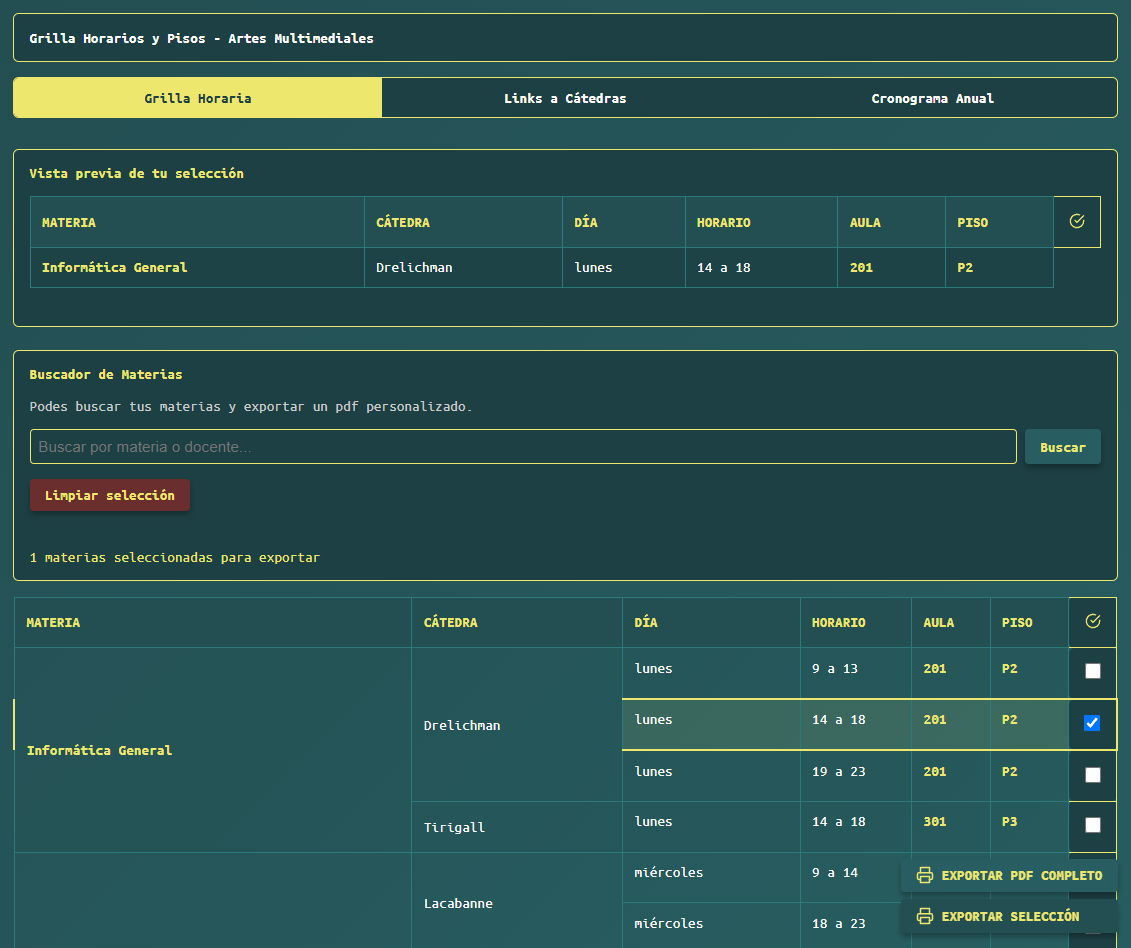 Grilla Horarios y Pisos - Artes Multimediales
Grilla Horaria Links a Cátedras Cronograma Anual
Vista previa de tu selección
MATERIA CÁTEDRA DÍA HORARIO AULA PISO
Informática General Drelichman lunes 14 a 18 201 P2
Buscador de Materias
Podes buscar tus materias y exportar un pdf personalizado.
Buscar por materia o docente... Buscar
Limpiar selección
1 materias seleccionadas para exportar
MATERIA CÁTEDRA DÍA HORARIO AULA PISO
lunes 9 a 13 201 P2
lunes 14 a 18 201 P2
Drelichman
Informática General
lunes 19 a 23 201 P2
Tirigall lunes 14 a 18 301 P3
miércoles 9 a 14
EXPORTAR PDF COMPLETO
Lacabanne
miércoles 18 a 23
EXPORTAR SELECCIÓN